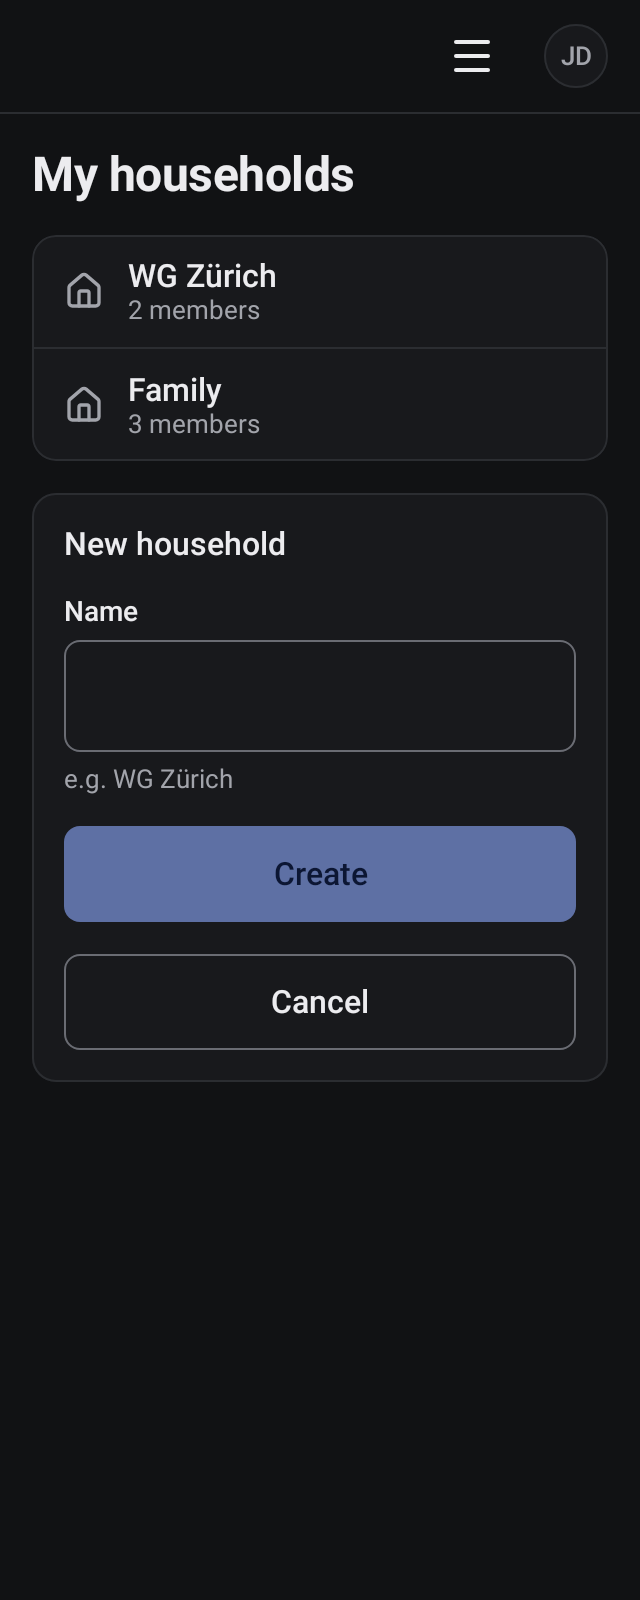 JD
My households
WG Zürich
2 members
Family
3 members
New household
Name
e.g. WG Zürich
Create
Cancel